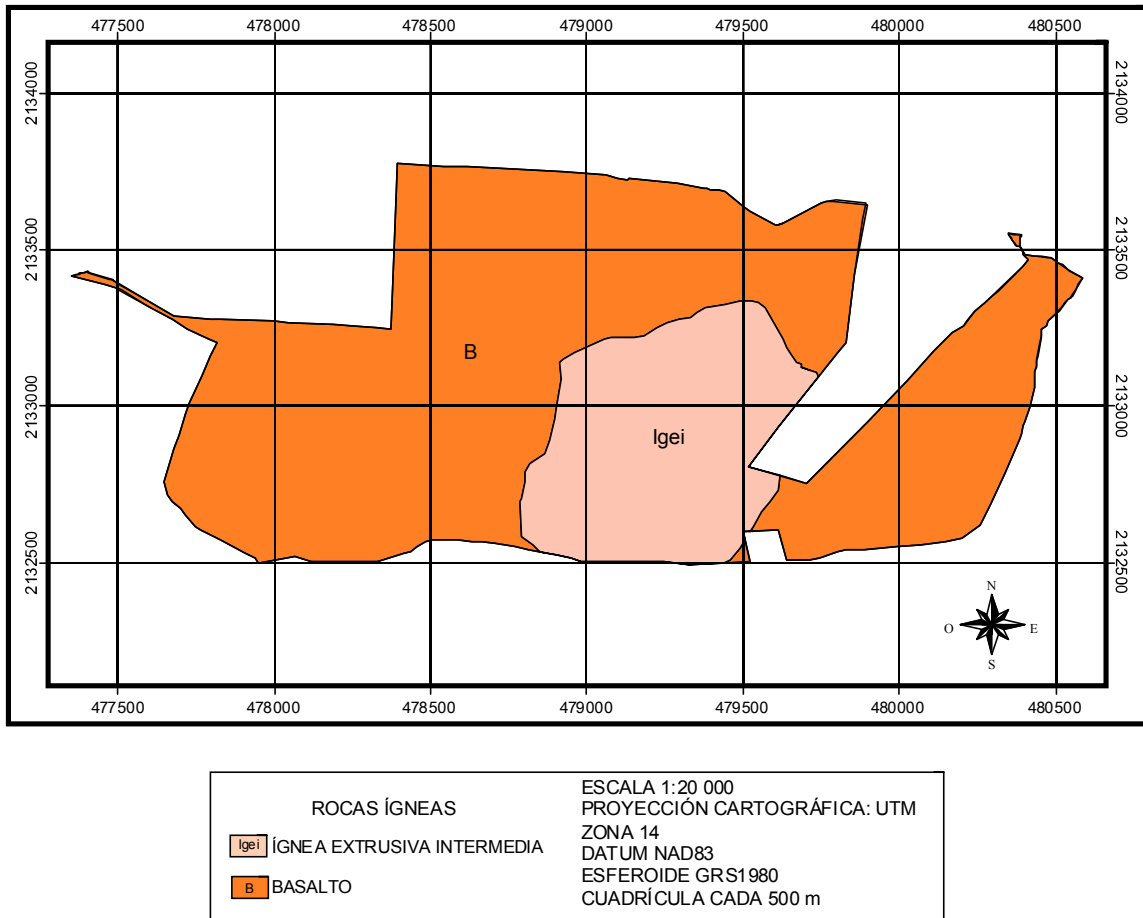 477500 478000 478500 479000 479500 480000 480500
2134000 2134000
2133500 2133500
2133000 2133000
2132500 2132500
B
Igei
N
O E
S
477500 478000 478500 479000 479500 480000 480500
ROCAS ÍGNEAS
Igei ÍGNEA EXTRUSIVA INTERMEDIA
B BASALTO
ESCALA 1:20 000
PROYECCIÓN CARTOGRÁFICA: UTM
ZONA 14
DATUM NAD83
ESFEROIDE GRS1980
CUADRÍCULA CADA 500 m